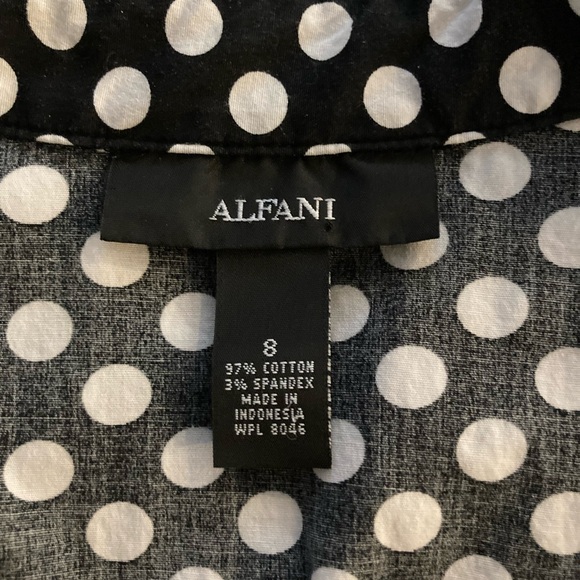 ALFANI
8
97% COTTON
3% SPANDEX
MADE IN
INDONESIA
WPL 8046